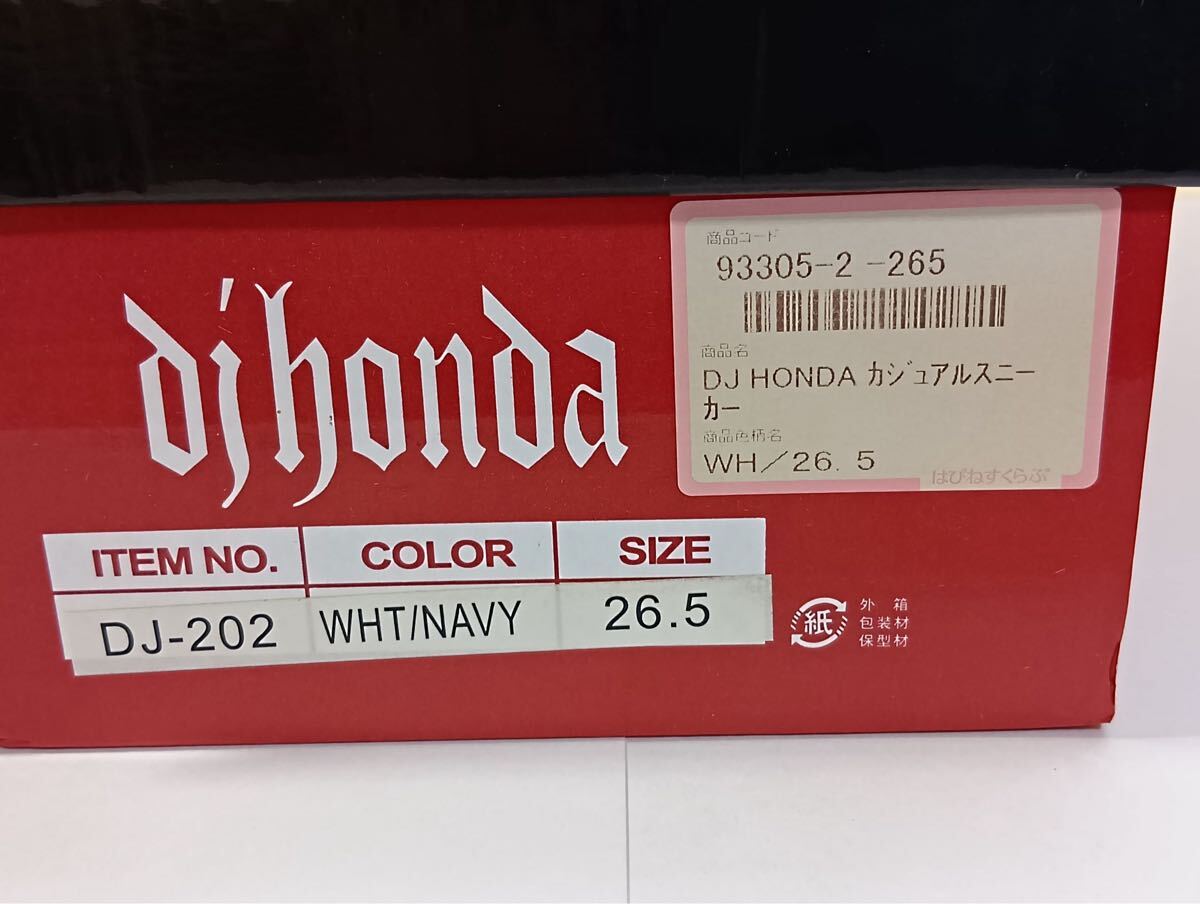 dj honda
商品コード
93305-2 -265
商品名
DJ HONDA カジュアルスニー
カー
商品色柄名
WH／26.5
はぴねすくらぶ
ITEM NO. COLOR SIZE
DJ-202 WHT/NAVY 26.5
紙
外箱
包装材
保型材